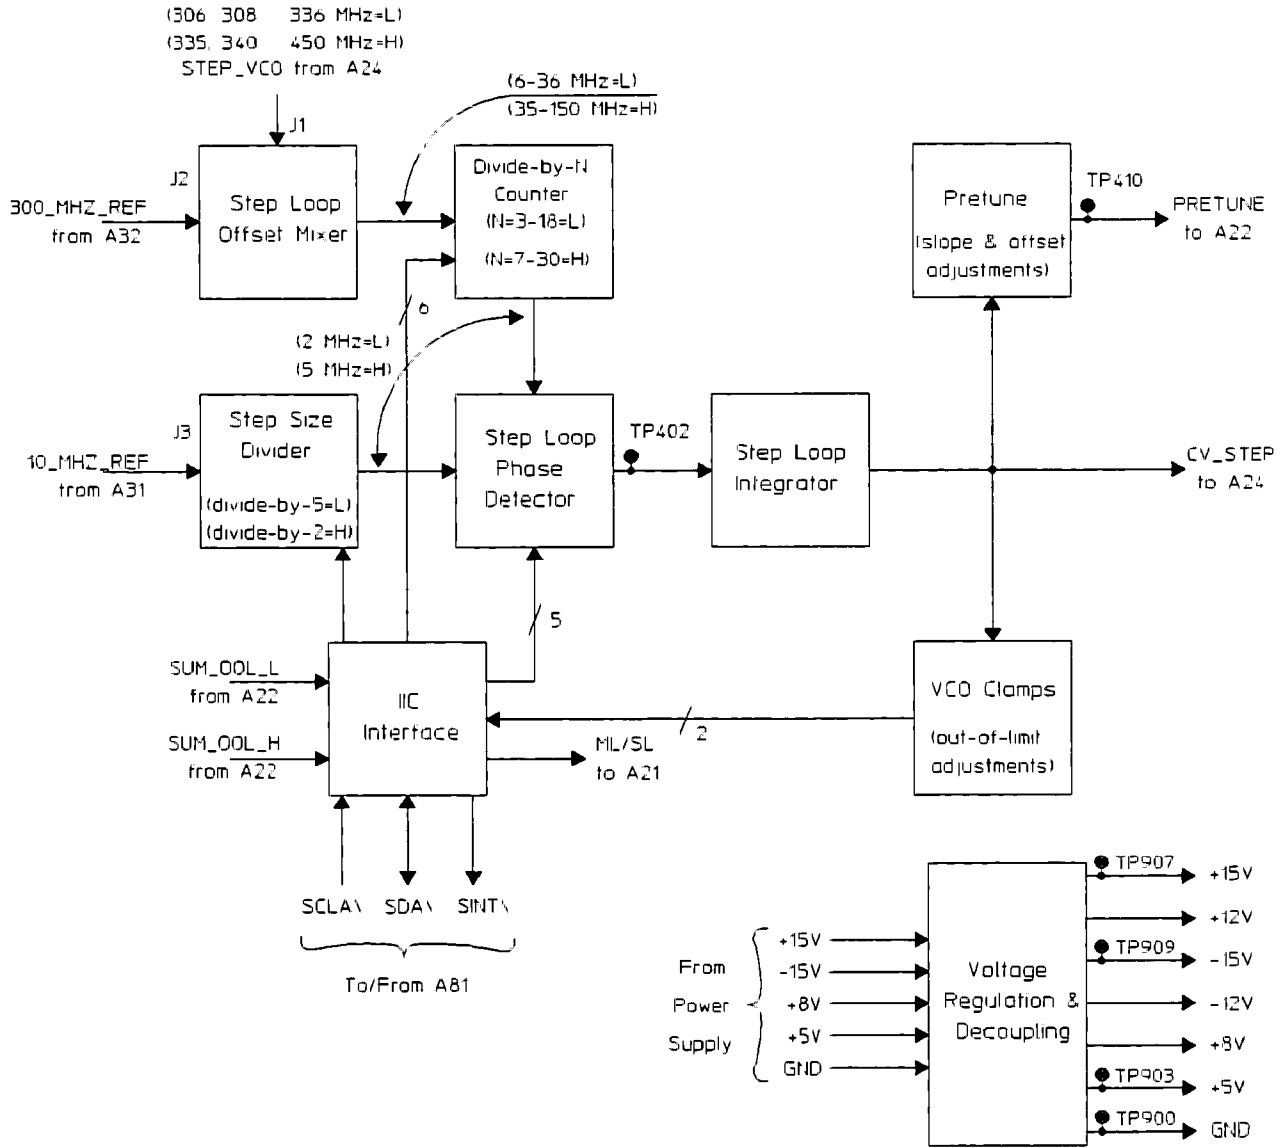 (306 308 336 MHz=L)
(335, 340 450 MHz=H)
STEP_VCO from A24
J1
(6-36 MHz=L)
(35-150 MHz=H)
J2
300_MHZ_REF
from A32
Step Loop
Offset Mixer
Divide-by-N
Counter
(N=3-18=L)
(N=7-30=H)
6
Pretune
(slope & offset
adjustments)
TP410
PRETUNE
to A22
(2 MHz=L)
(5 MHz=H)
J3
10_MHZ_REF
from A31
Step Size
Divider
(divide-by-5=L)
(divide-by-2=H)
Step Loop
Phase
Detector
TP402
Step Loop
Integrator
CV_STEP
to A24
5
SUM_OOL_L
from A22
SUM_OOL_H
from A22
IIC
Interface
2
ML/SL
to A21
VCO Clamps
(out-of-limit
adjustments)
SCLA\ SDA\ SINT\
To/From A81
From
Power
Supply
+15V
-15V
+8V
+5V
GND
Voltage
Regulation &
Decoupling
TP907
+15V
+12V
TP909
-15V
-12V
+8V
TP903
+5V
TP900
GND